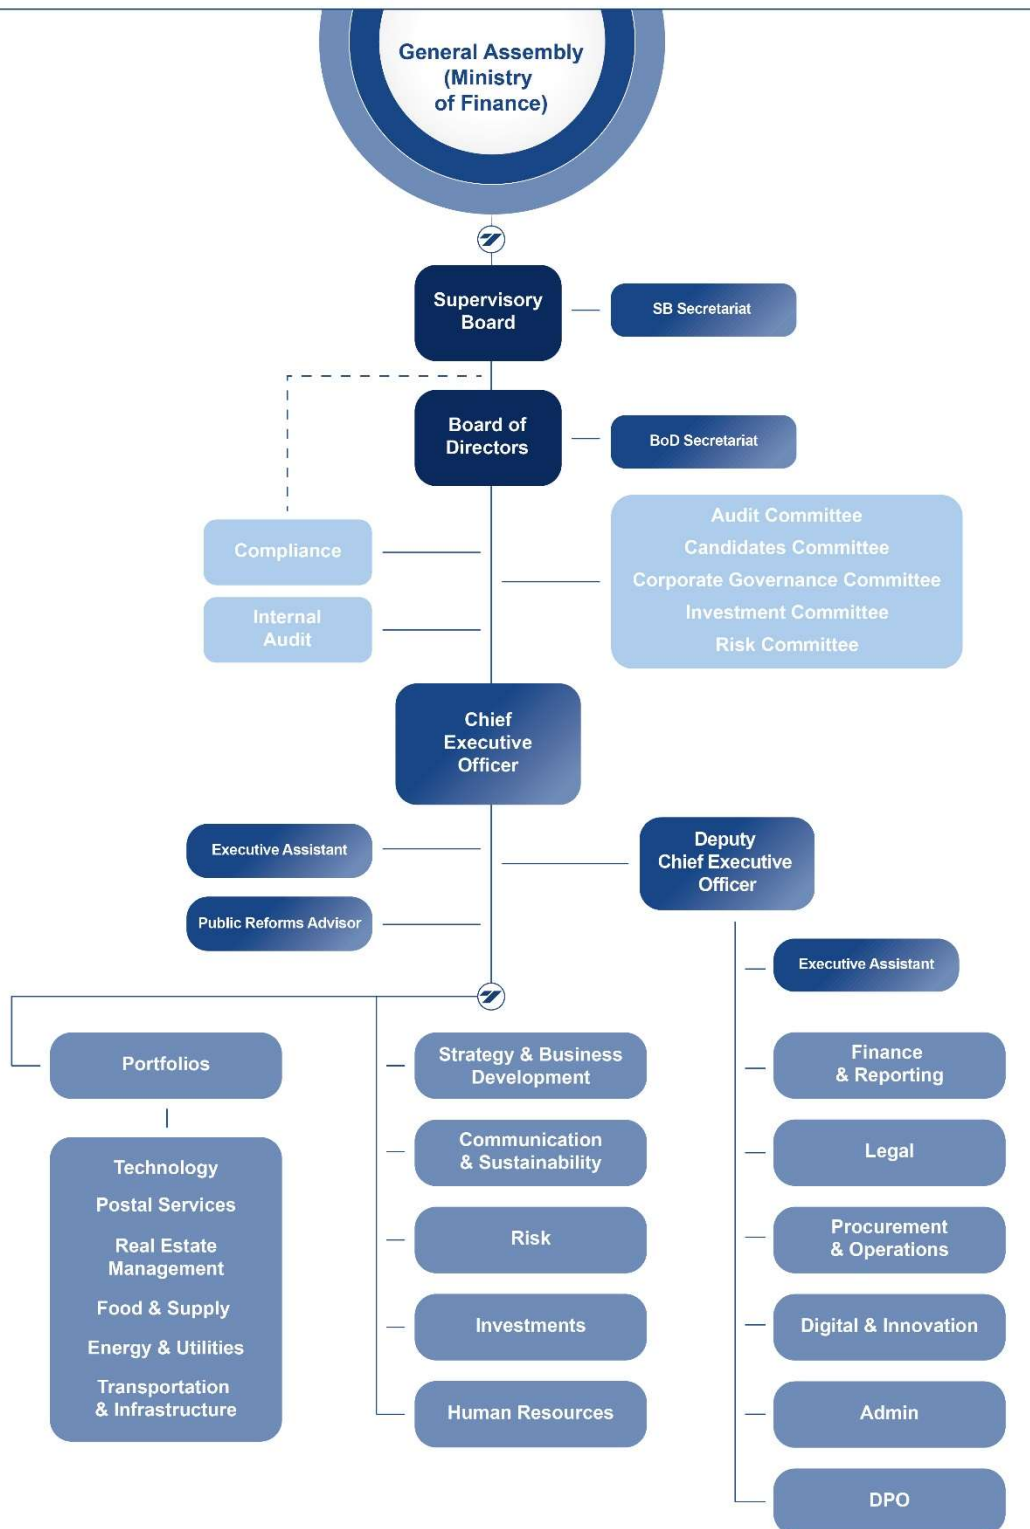 General Assembly
(Ministry
of Finance)
Supervisory
Board
SB Secretariat
Board of
Directors
BoD Secretariat
Compliance
Internal
Audit
Audit Committee
Candidates Committee
Corporate Governance Committee
Investment Committee
Risk Committee
Chief
Executive
Officer
Executive Assistant
Public Reforms Advisor
Deputy
Chief Executive
Officer
Portfolios
Technology
Postal Services
Real Estate
Management
Food & Supply
Energy & Utilities
Transportation
& Infrastructure
Strategy & Business
Development
Communication
& Sustainability
Risk
Investments
Human Resources
Executive Assistant
Finance
& Reporting
Legal
Procurement
& Operations
Digital & Innovation
Admin
DPO